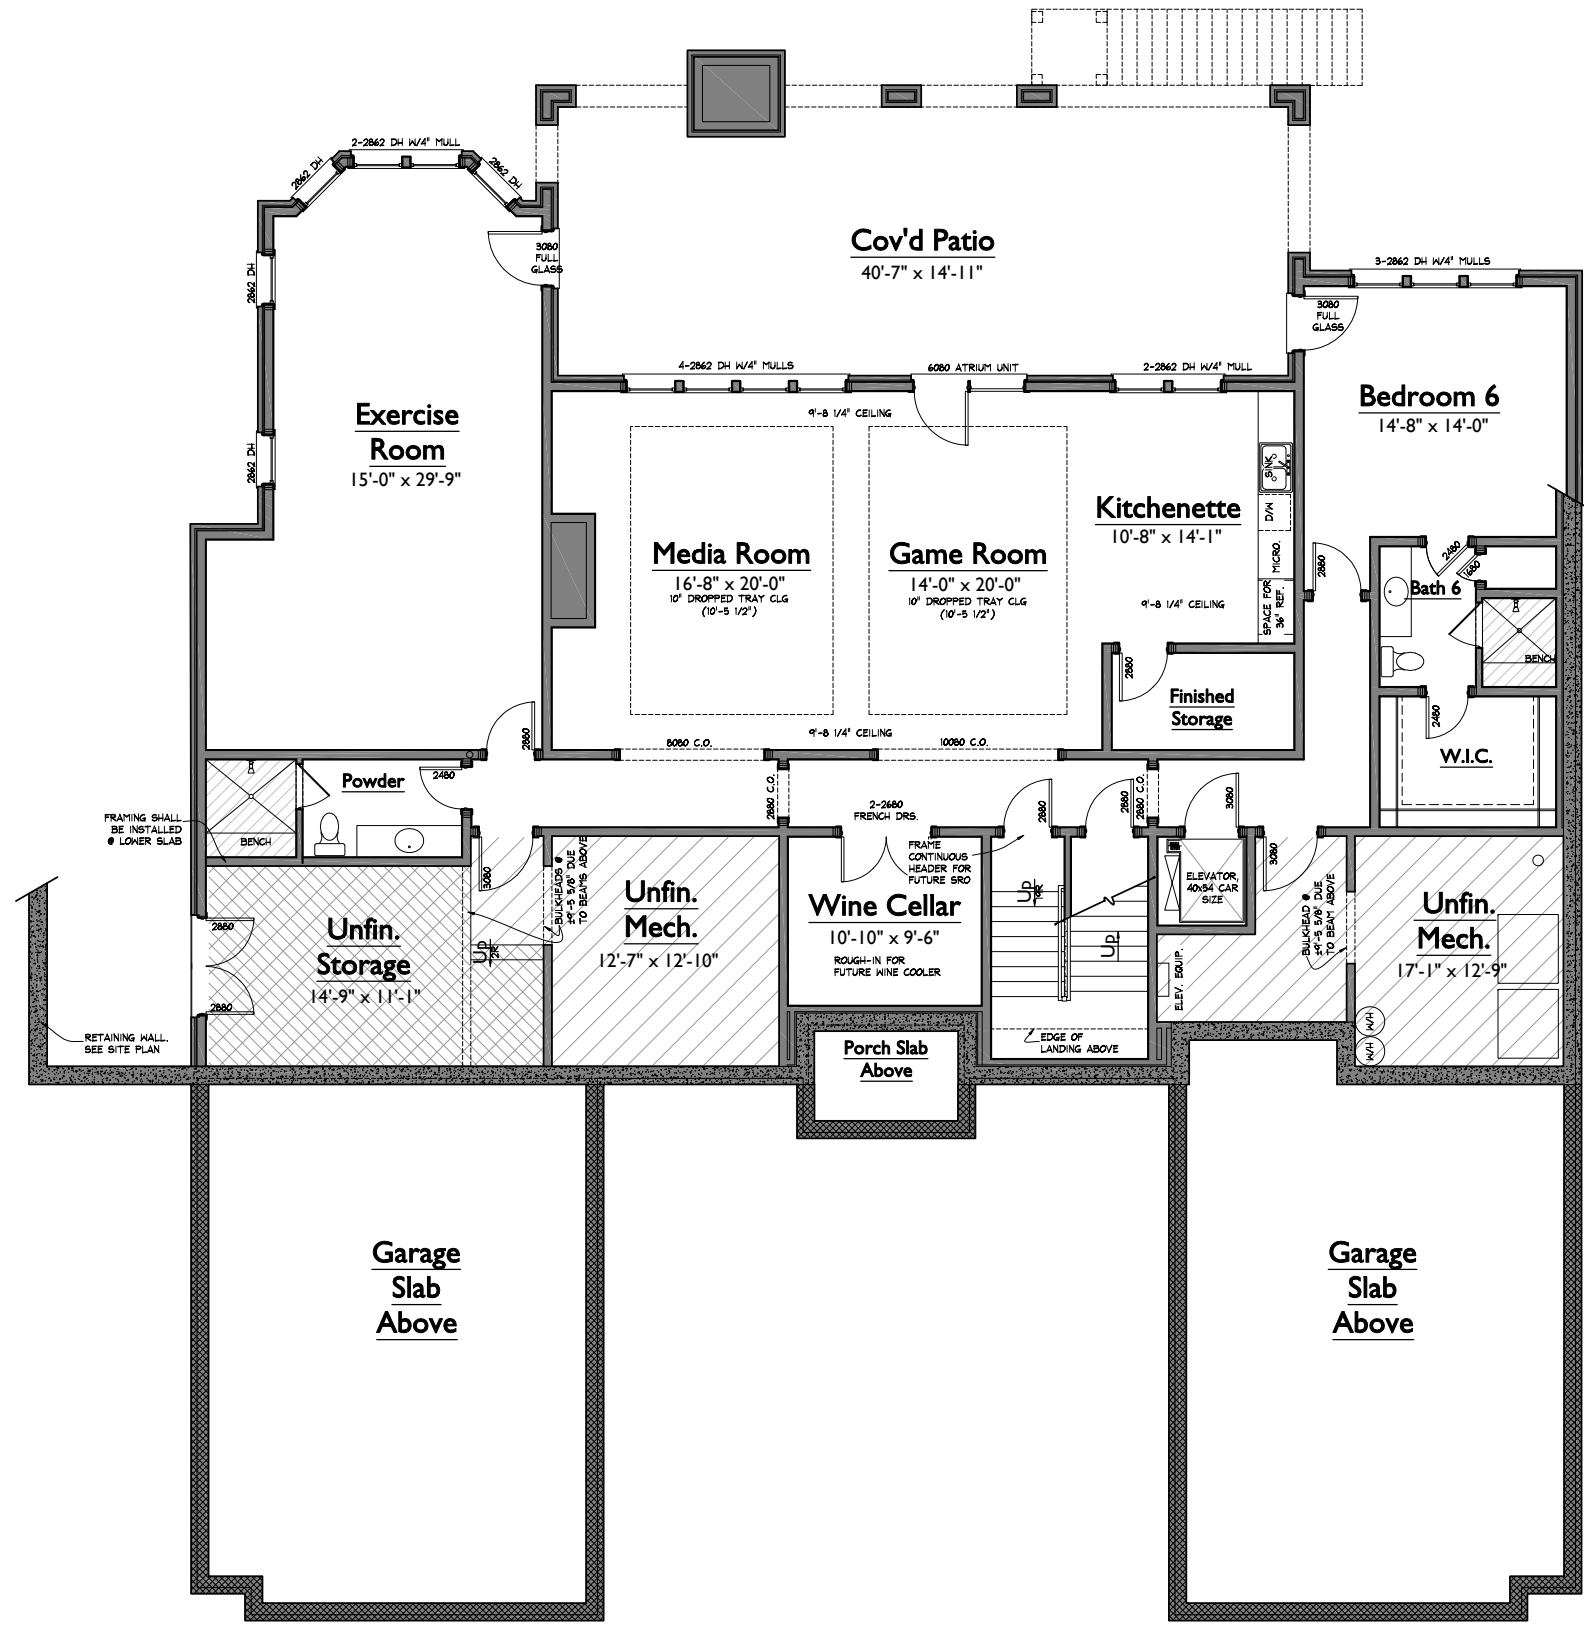 2-2862 DH W/4" MULL
2862 DH
2862 DH
3080
FULL
GLASS
Cov'd Patio
40'-7" x 14'-11"
3-2862 DH W/4" MULLS
3080
FULL
GLASS
2862 DH
2862 DH
4-2862 DH W/4" MULLS
6080 ATRIUM UNIT
2-2862 DH W/4" MULL
Exercise
Room
15'-0" x 29'-9"
9'-8 1/4" CEILING
Bedroom 6
14'-8" x 14'-0"
SINK
D/W
MICRO.
SPACE FOR
36" REF.
Kitchenette
10'-8" x 14'-1"
Media Room
16'-8" x 20'-0"
10" DROPPED TRAY CLG
(10'-5 1/2")
Game Room
14'-0" x 20'-0"
10" DROPPED TRAY CLG
(10'-5 1/2")
9'-8 1/4" CEILING
2880
2480
1680
Bath 6
BENCH
2880
Finished
Storage
2480
W.I.C.
2880
8080 C.O.
9'-8 1/4" CEILING
10080 C.O.
Powder
2480
2880 C.O.
2-2680
FRENCH DRS.
2880
2880
2880 C.O.
3080
FRAMING SHALL
BE INSTALLED
@ LOWER SLAB
BENCH
3080
BULKHEADS @
±9'-5 5/8" DUE
TO BEAMS ABOVE
FRAME
CONTINUOUS
HEADER FOR
FUTURE SRO
3080
ELEVATOR,
40x54 CAR
SIZE
Unfin.
Mech.
12'-7" x 12'-10"
Wine Cellar
10'-10" x 9'-6"
ROUGH-IN FOR
FUTURE WINE COOLER
UP
UP
BULKHEAD @
±9'-5 5/8" DUE
TO BEAM ABOVE
Unfin.
Mech.
17'-1" x 12'-9"
2880
Unfin.
Storage
14'-9" x 11'-1"
2880
UP
2R
ELEV. EQUIP.
W/H
W/H
RETAINING WALL.
SEE SITE PLAN
EDGE OF
LANDING ABOVE
Porch Slab
Above
Garage
Slab
Above
Garage
Slab
Above